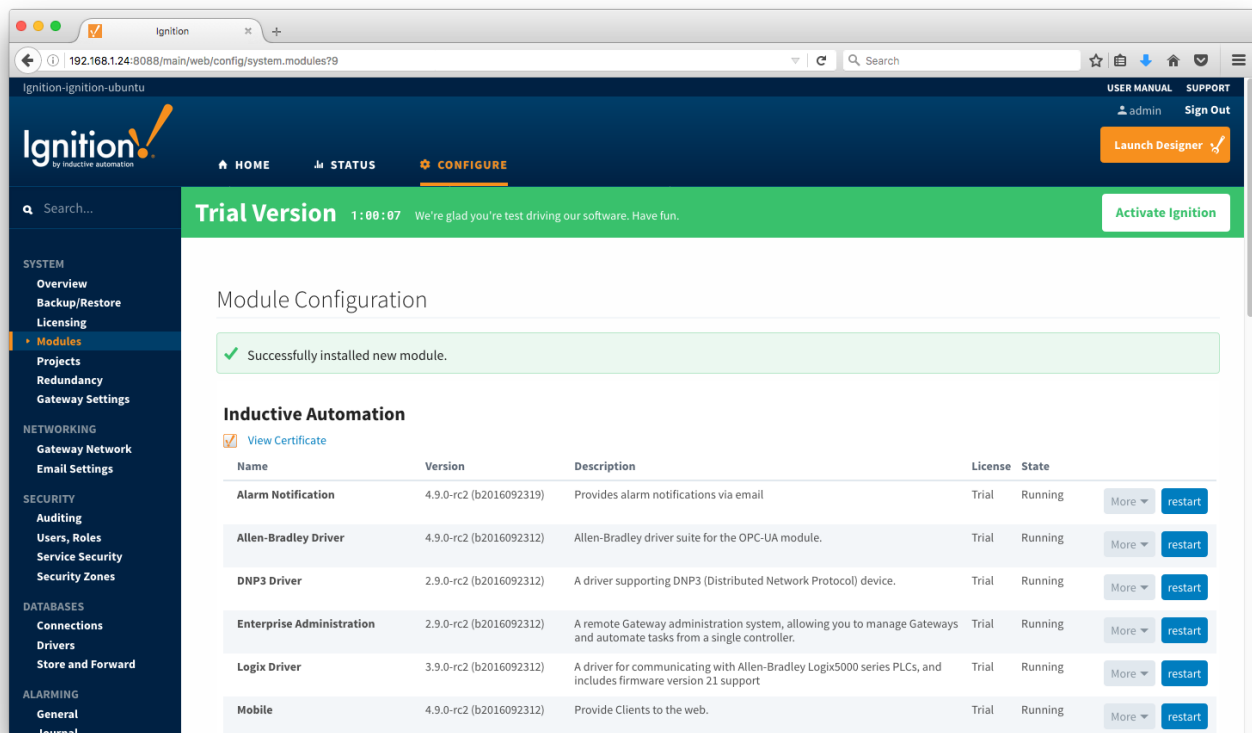 Ignition
192.168.1.24:8088/main/web/config/system.modules?9
Search
Ignition-ignition-ubuntu
USER MANUAL SUPPORT
admin Sign Out
Ignition!
by inductive automation
Launch Designer
HOME STATUS CONFIGURE
Search...
Trial Version 1:00:07 We're glad you're test driving our software. Have fun.
Activate Ignition
SYSTEM
Overview
Backup/Restore
Licensing
Modules
Projects
Redundancy
Gateway Settings
NETWORKING
Gateway Network
Email Settings
SECURITY
Auditing
Users, Roles
Service Security
Security Zones
DATABASES
Connections
Drivers
Store and Forward
ALARMING
General
Journal
Module Configuration
Successfully installed new module.
Inductive Automation
View Certificate
Name Version Description License State
Alarm Notification 4.9.0-rc2 (b2016092319) Provides alarm notifications via email Trial Running More restart
Allen-Bradley Driver 4.9.0-rc2 (b2016092312) Allen-Bradley driver suite for the OPC-UA module. Trial Running More restart
DNP3 Driver 2.9.0-rc2 (b2016092312) A driver supporting DNP3 (Distributed Network Protocol) device. Trial Running More restart
Enterprise Administration 2.9.0-rc2 (b2016092312) A remote Gateway administration system, allowing you to manage Gateways Trial Running More restart
and automate tasks from a single controller.
Logix Driver 3.9.0-rc2 (b2016092312) A driver for communicating with Allen-Bradley Logix5000 series PLCs, and Trial Running More restart
includes firmware version 21 support
Mobile 4.9.0-rc2 (b2016092312) Provide Clients to the web. Trial Running More restart